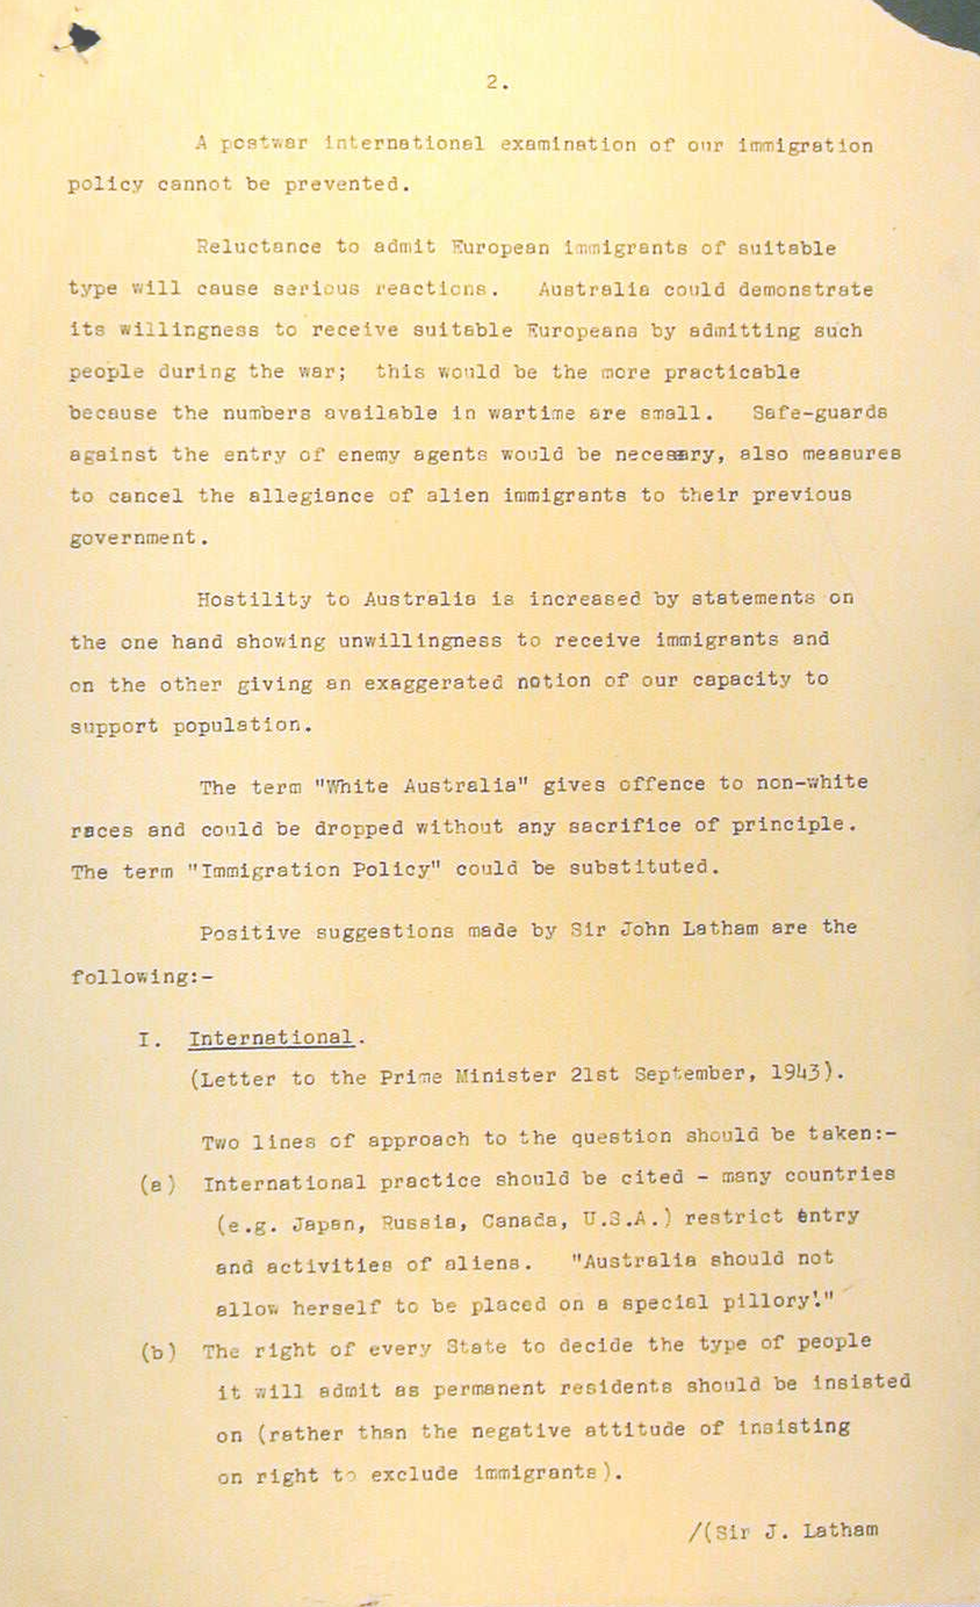 2.
A postwar international examination of our immigration
policy cannot be prevented.
Reluctance to admit European immigrants of suitable
type will cause serious reactions. Australia could demonstrate
its willingness to receive suitable Europeans by admitting such
people during the war; this would be the more practicable
because the numbers available in wartime are small. Safe-guards
against the entry of enemy agents would be necessary, also measures
to cancel the allegiance of alien immigrants to their previous
government.
Hostility to Australia is increased by statements on
the one hand showing unwillingness to receive immigrants and
on the other giving an exaggerated notion of our capacity to
support population.
The term "White Australia" gives offence to non-white
races and could be dropped without any sacrifice of principle.
The term "Immigration Policy" could be substituted.
Positive suggestions made by Sir John Latham are the
following:-
I. International.
(Letter to the Prime Minister 21st September, 1943).
Two lines of approach to the question should be taken:-
(a) International practice should be cited - many countries
(e.g. Japan, Russia, Canada, U.S.A.) restrict entry
and activities of aliens. "Australia should not
allow herself to be placed on a special pillory'."
(b) The right of every State to decide the type of people
it will admit as permanent residents should be insisted
on (rather than the negative attitude of insisting
on right to exclude immigrants).
/(Sir J. Latham